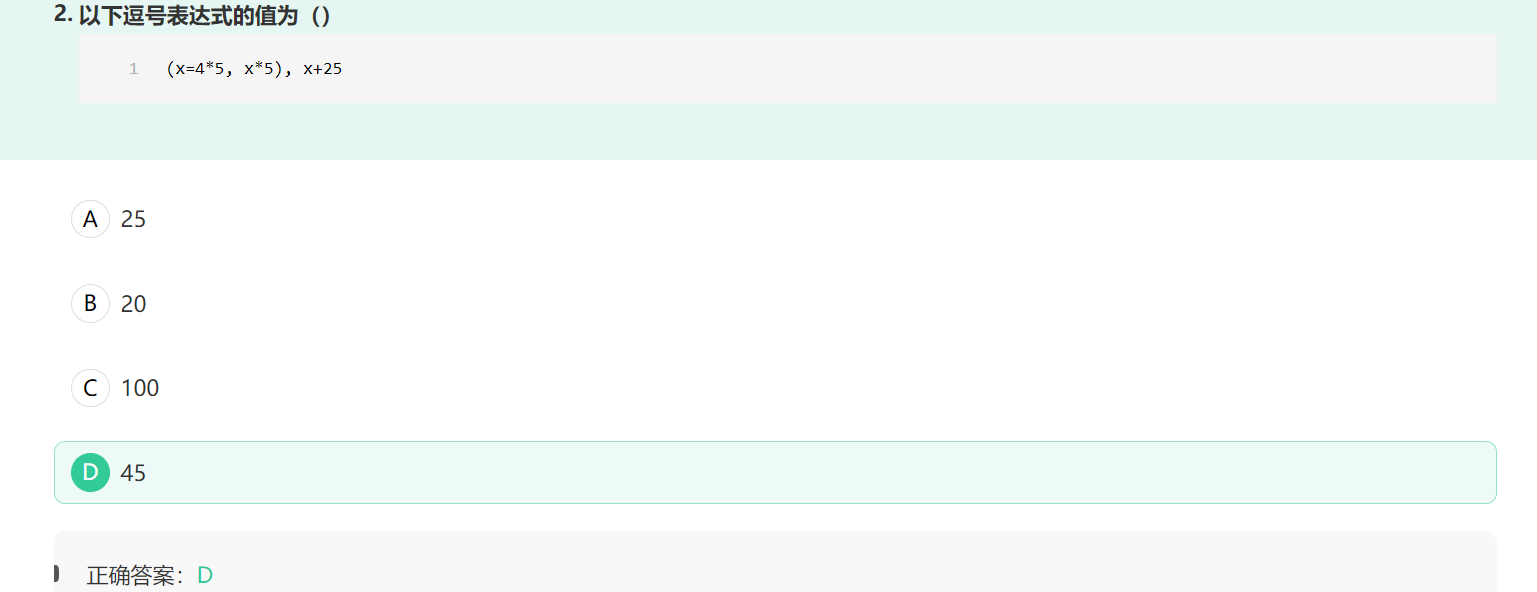 2. 以下逗号表达式的值为（）
1 (x=4*5, x*5), x+25
A 25
B 20
C 100
D 45
正确答案：D